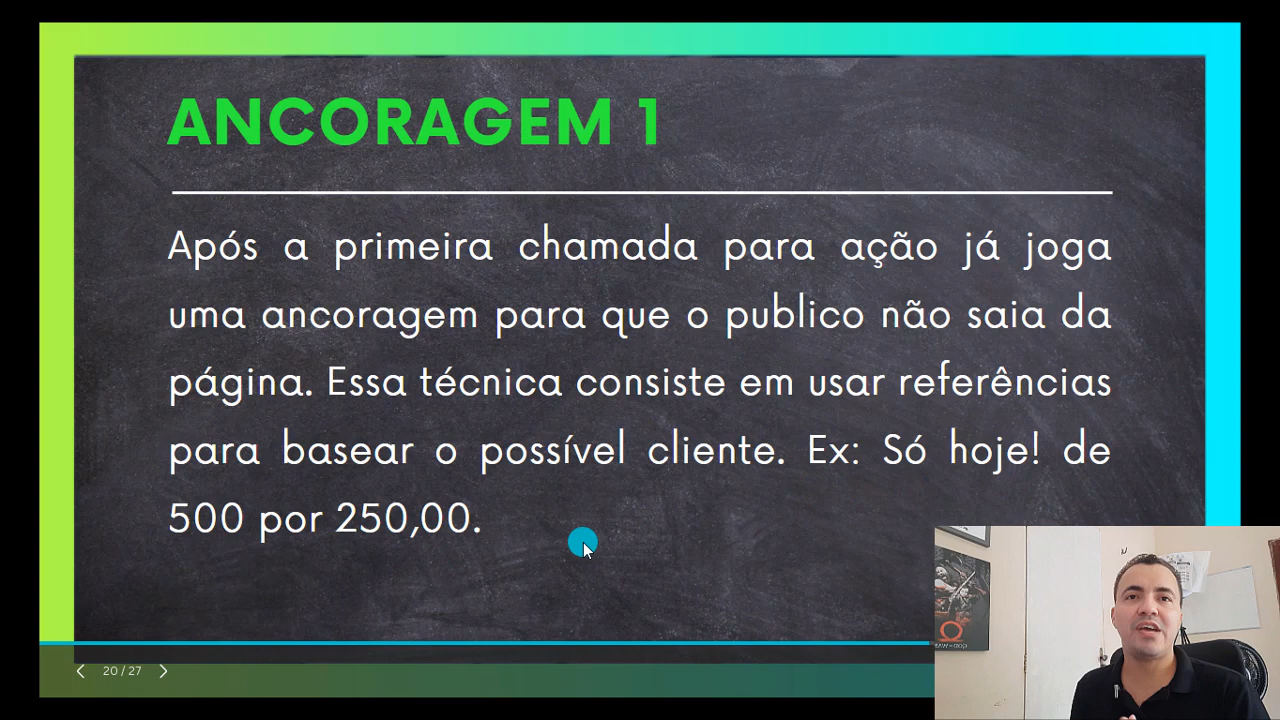 ANCORAGEM 1
Após a primeira chamada para ação já joga
uma ancoragem para que o publico não saia da
página. Essa técnica consiste em usar referências
para basear o possível cliente. Ex: Só hoje! de
500 por 250,00.
20 / 27